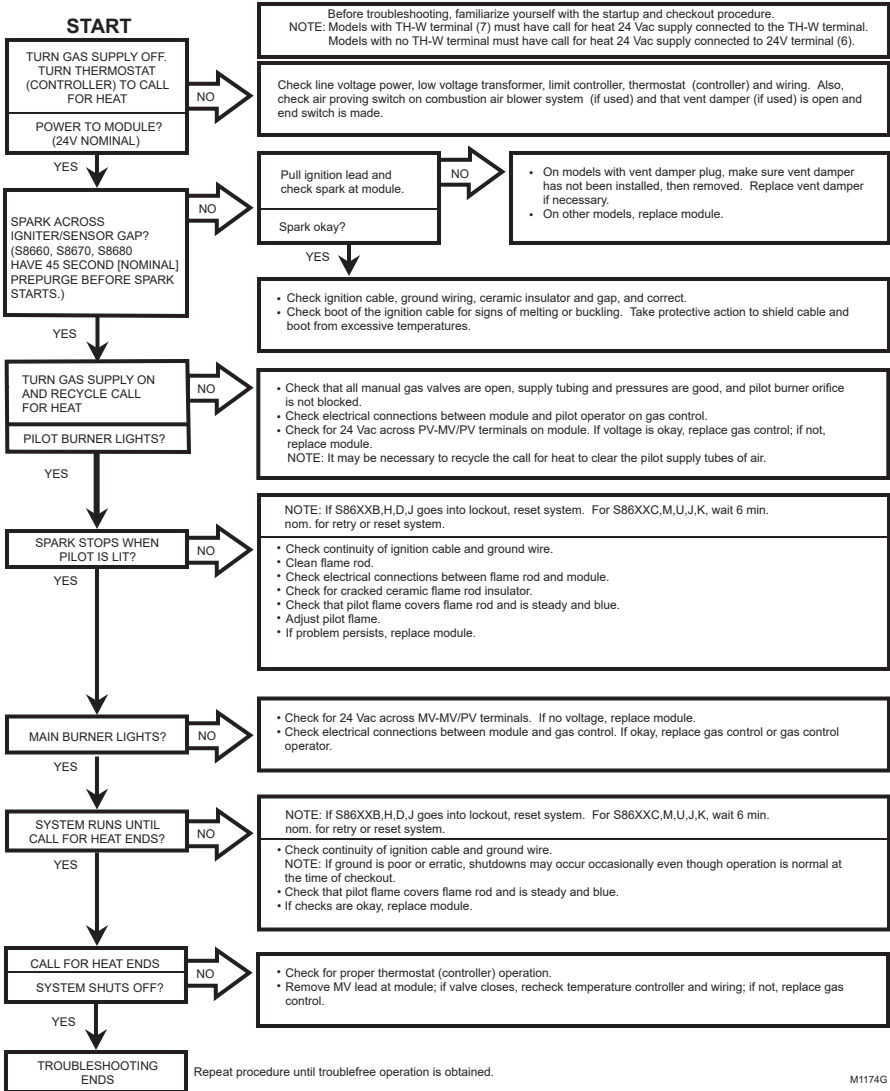 START
Before troubleshooting, familiarize yourself with the startup and checkout procedure.
NOTE: Models with TH-W terminal (7) must have call for heat 24 Vac supply connected to the TH-W terminal.
Models with no TH-W terminal must have call for heat 24 Vac supply connected to 24V terminal (6).
TURN GAS SUPPLY OFF.
TURN THERMOSTAT
(CONTROLLER) TO CALL
FOR HEAT
POWER TO MODULE?
(24V NOMINAL)
NO
Check line voltage power, low voltage transformer, limit controller, thermostat (controller) and wiring. Also,
check air proving switch on combustion air blower system (if used) and that vent damper (if used) is open and
end switch is made.
YES
SPARK ACROSS
IGNITER/SENSOR GAP?
(S8660, S8670, S8680
HAVE 45 SECOND [NOMINAL]
PREPURGE BEFORE SPARK
STARTS.)
NO
Pull ignition lead and
check spark at module.
Spark okay?
NO
• On models with vent damper plug, make sure vent damper
has not been installed, then removed. Replace vent damper
if necessary.
• On other models, replace module.
YES
• Check ignition cable, ground wiring, ceramic insulator and gap, and correct.
• Check boot of the ignition cable for signs of melting or buckling. Take protective action to shield cable and
boot from excessive temperatures.
YES
TURN GAS SUPPLY ON
AND RECYCLE CALL
FOR HEAT
PILOT BURNER LIGHTS?
NO
• Check that all manual gas valves are open, supply tubing and pressures are good, and pilot burner orifice
is not blocked.
• Check electrical connections between module and pilot operator on gas control.
• Check for 24 Vac across PV-MV/PV terminals on module. If voltage is okay, replace gas control; if not,
replace module.
NOTE: It may be necessary to recycle the call for heat to clear the pilot supply tubes of air.
YES
SPARK STOPS WHEN
PILOT IS LIT?
NO
NOTE: If S86XXB,H,D,J goes into lockout, reset system. For S86XXC,M,U,J,K, wait 6 min.
nom. for retry or reset system.
• Check continuity of ignition cable and ground wire.
• Clean flame rod.
• Check electrical connections between flame rod and module.
• Check for cracked ceramic flame rod insulator.
• Check that pilot flame covers flame rod and is steady and blue.
• Adjust pilot flame.
• If problem persists, replace module.
YES
MAIN BURNER LIGHTS?
NO
• Check for 24 Vac across MV-MV/PV terminals. If no voltage, replace module.
• Check electrical connections between module and gas control. If okay, replace gas control or gas control
operator.
YES
SYSTEM RUNS UNTIL
CALL FOR HEAT ENDS?
NO
NOTE: If S86XXB,H,D,J goes into lockout, reset system. For S86XXC,M,U,J,K, wait 6 min.
nom. for retry or reset system.
• Check continuity of ignition cable and ground wire.
NOTE: If ground is poor or erratic, shutdowns may occur occasionally even though operation is normal at
the time of checkout.
• Check that pilot flame covers flame rod and is steady and blue.
• If checks are okay, replace module.
YES
CALL FOR HEAT ENDS
SYSTEM SHUTS OFF?
NO
• Check for proper thermostat (controller) operation.
• Remove MV lead at module; if valve closes, recheck temperature controller and wiring; if not, replace gas
control.
YES
TROUBLESHOOTING
ENDS
Repeat procedure until troublefree operation is obtained.
M1174G